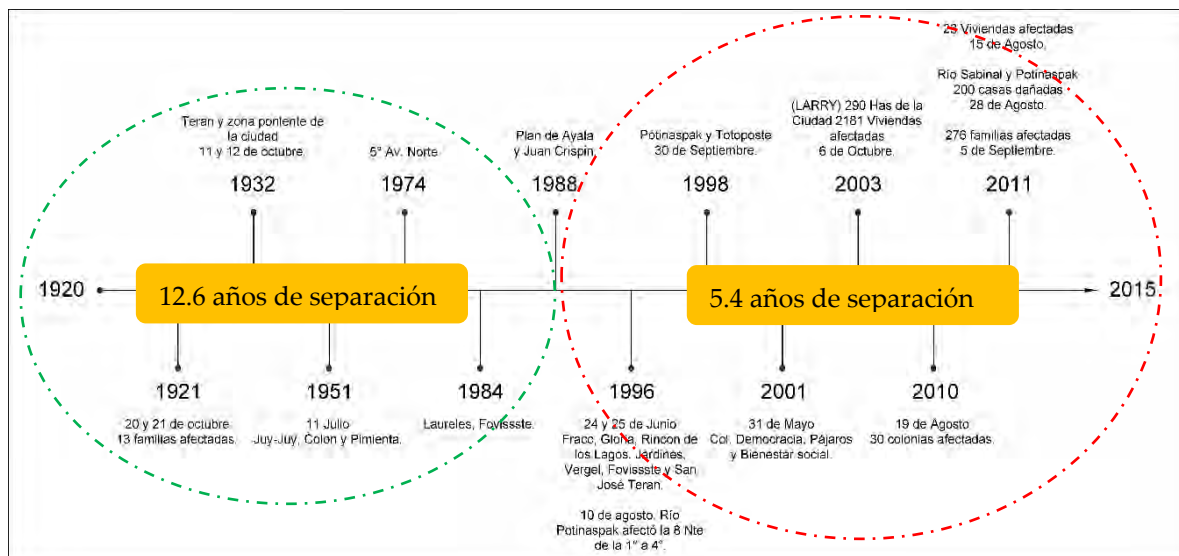 23 Viviendas afectadas
15 de Agosto.
Río Sabinal y Potinaspak
200 casas dañadas
28 de Agosto.
276 familias afectadas
5 de Septiembre.
2011
(LARRY) 290 Has de la
Ciudad 2181 Viviendas
afectadas
6 de Octubre.
2003
Potinaspak y Totoposte
30 de Septiembre.
1998
Plan de Ayala
y Juan Crispin.
1988
5° Av. Norte
1974
Teran y zona poniente de
la ciudad
11 y 12 de octubre.
1932
1920
12.6 años de separación
5.4 años de separación
2015
1921
20 y 21 de octubre
13 familias afectadas.
1951
11 Julio
Juy-Juy, Colon y Pimienta.
1984
Laureles, Fovissste.
1996
24 y 25 de Junio
Fracc, Gloria, Rincon de
los Lagos, Jardines,
Vergel, Fovissste y San
José Teran.
10 de agosto. Río
Potinaspak afectó la 8 Nte
de la 1° a 4°.
2001
31 de Mayo
Col. Democracia, Pájaros
y Bienestar social.
2010
19 de Agosto
30 colonias afectadas.